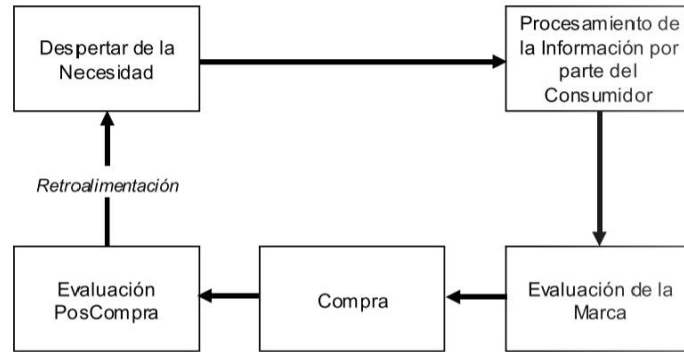 Despertar de la
Necesidad
Procesamiento de
la Información por
parte del
Consumidor
Retroalimentación
Evaluación
PosCompra
Compra
Evaluación de la
Marca